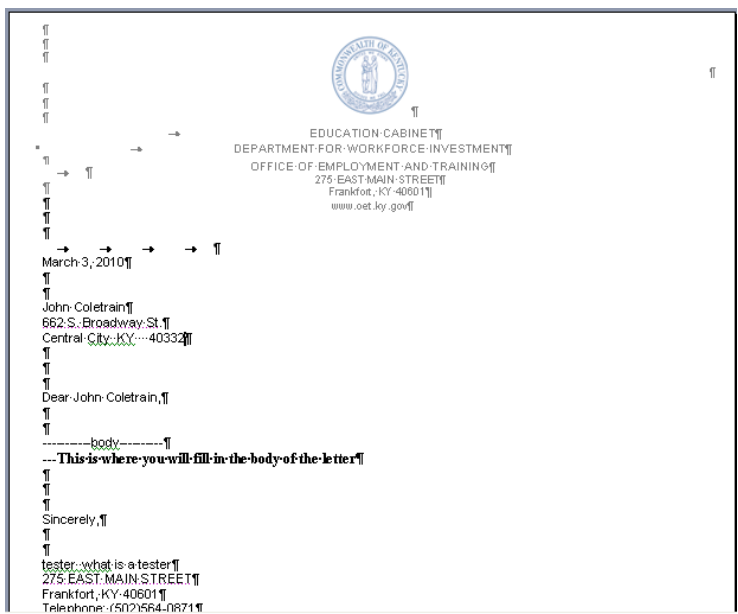 COMMONWEALTH OF KENTUCKY
EDUCATION CABINET
DEPARTMENT FOR WORKFORCE INVESTMENT
OFFICE OF EMPLOYMENT AND TRAINING
275 EAST MAIN STREET
Frankfort, KY 40601
www.oet.ky.gov
March 3, 2010
John Coletrain
662 S. Broadway St.
Central City, KY    40332
Dear John Coletrain,
-----------body----------
---This is where you will fill in the body of the letter
Sincerely,
tester: what is a tester
275 EAST MAIN STREET
Frankfort, KY 40601
Telephone: (502)564-0871